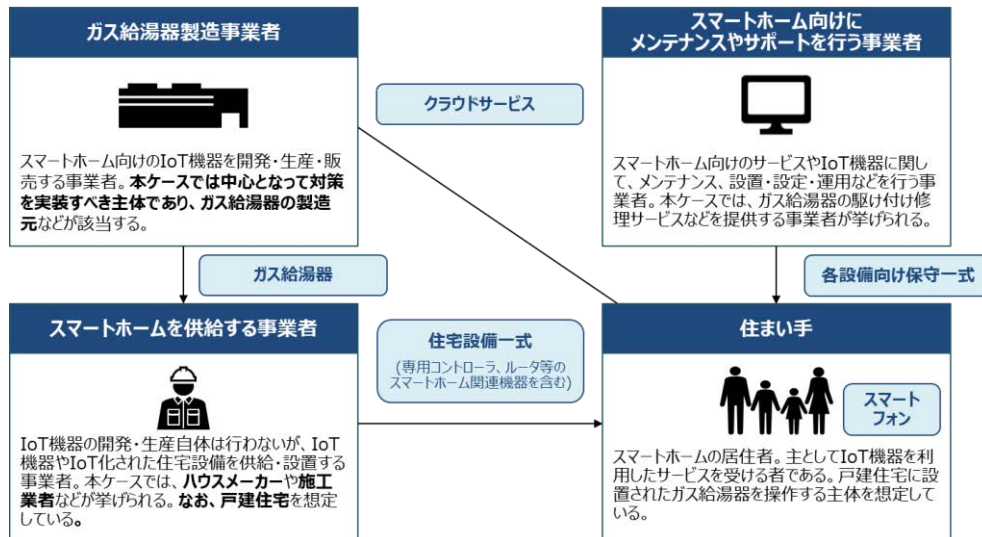 ガス給湯器製造事業者
スマートホーム向けのIoT機器を開発・生産・販
売する事業者。本ケースでは中心となって対策
を実装すべき主体であり、ガス給湯器の製造
元などが該当する。
クラウドサービス
スマートホーム向けに
メンテナンスやサポートを行う事業者
スマートホーム向けのサービスやIoT機器に関し
て、メンテナンス、設置・設定・運用などを行う事
業者。本ケースでは、ガス給湯器の駆け付け修
理サービスなどを提供する事業者が挙げられる。
ガス給湯器
各設備向け保守一式
スマートホームを供給する事業者
IoT機器の開発・生産自体は行わないが、IoT
機器やIoT化された住宅設備を供給・設置する
事業者。本ケースでは、ハウスメーカーや施工
業者などが挙げられる。なお、戸建住宅を想定
している。
住宅設備一式
(専用コントローラ、ルータ等の
スマートホーム関連機器を含む)
住まい手
スマート
フォン
スマートホームの居住者。主としてIoT機器を利
用したサービスを受ける者である。戸建住宅に設
置されたガス給湯器を操作する主体を想定して
いる。